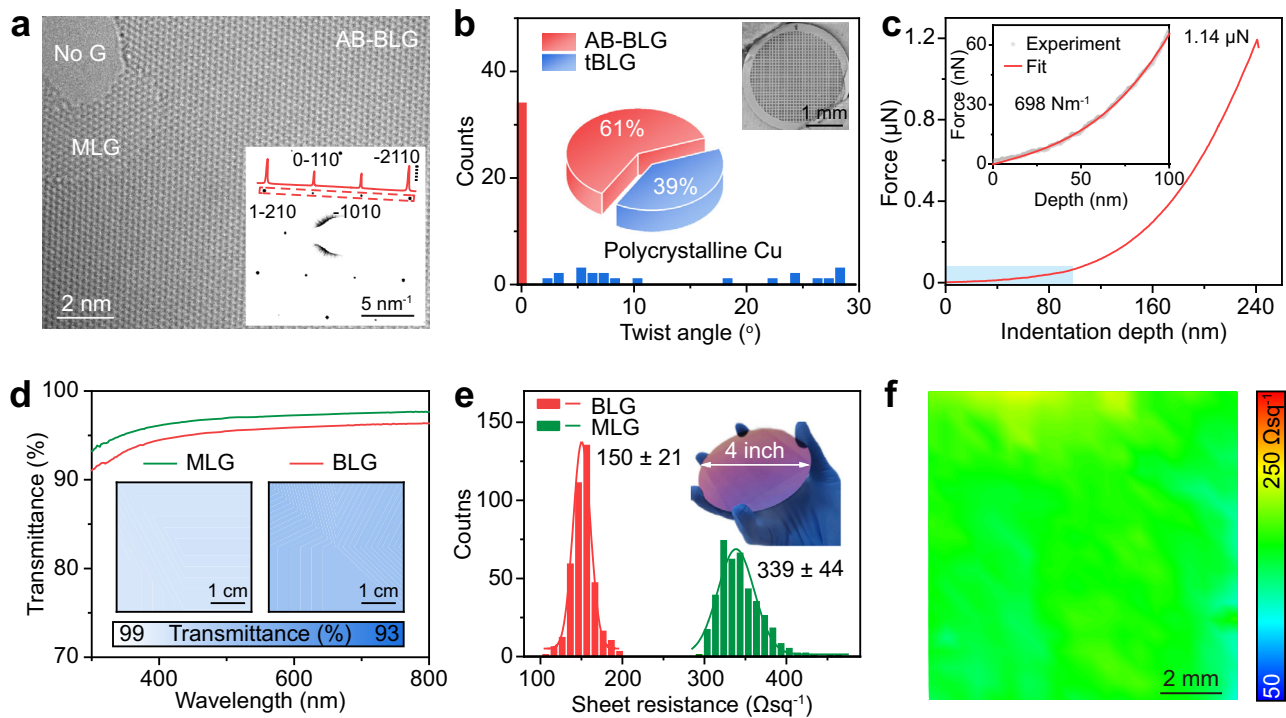 a
No G
AB-BLG
MLG
0-110
-2110
1-210
-1010
2 nm
5 nm-1
b
AB-BLG
tBLG
1 mm
61%
39%
Polycrystalline Cu
Counts
40
20
0
0
10
20
30
Twist angle (o)
c
1.14 µN
Experiment
Fit
698 Nm-1
Force (nN)
60
30
0
0
50
100
Depth (nm)
Force (µN)
1.2
0.8
0.4
0
0
80
160
240
Indentation depth (nm)
d
Transmittance (%)
100
90
80
70
MLG
BLG
1 cm
1 cm
99 Transmittance (%) 93
400
600
800
Wavelength (nm)
e
BLG
MLG
150 ± 21
4 inch
339 ± 44
Coutns
150
100
50
0
100
200
300
400
Sheet resistance (Ωsq-1)
f
2 mm
250 Ωsq-1
50